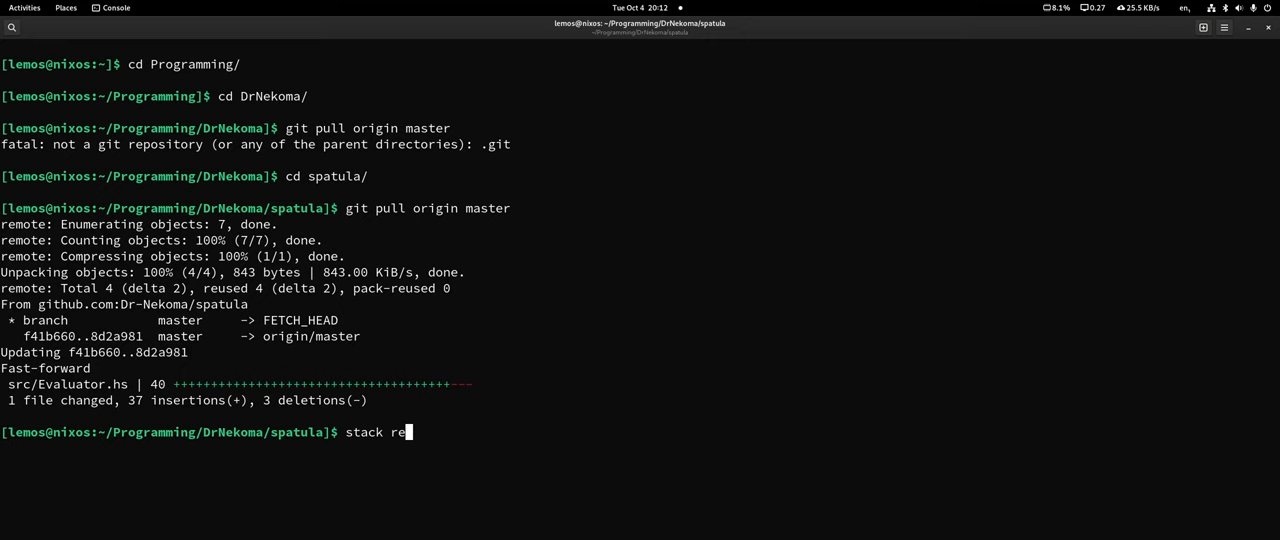 Activities Places Console Tue Oct 4 20:12 8.1% 0.27 25.5 KB/s en,
lemos@nixos: ~/Programming/DrNekoma/spatula
~/Programming/DrNekoma/spatula
[lemos@nixos:~]$ cd Programming/
[lemos@nixos:~/Programming]$ cd DrNekoma/
[lemos@nixos:~/Programming/DrNekoma]$ git pull origin master
fatal: not a git repository (or any of the parent directories): .git
[lemos@nixos:~/Programming/DrNekoma]$ cd spatula/
[lemos@nixos:~/Programming/DrNekoma/spatula]$ git pull origin master
remote: Enumerating objects: 7, done.
remote: Counting objects: 100% (7/7), done.
remote: Compressing objects: 100% (1/1), done.
Unpacking objects: 100% (4/4), 843 bytes | 843.00 KiB/s, done.
remote: Total 4 (delta 2), reused 4 (delta 2), pack-reused 0
From github.com:Dr-Nekoma/spatula
 * branch            master     -> FETCH_HEAD
   f41b660..8d2a981  master     -> origin/master
Updating f41b660..8d2a981
Fast-forward
 src/Evaluator.hs | 40 +++++++++++++++++++++++++++++++++++++---
 1 file changed, 37 insertions(+), 3 deletions(-)
[lemos@nixos:~/Programming/DrNekoma/spatula]$ stack re